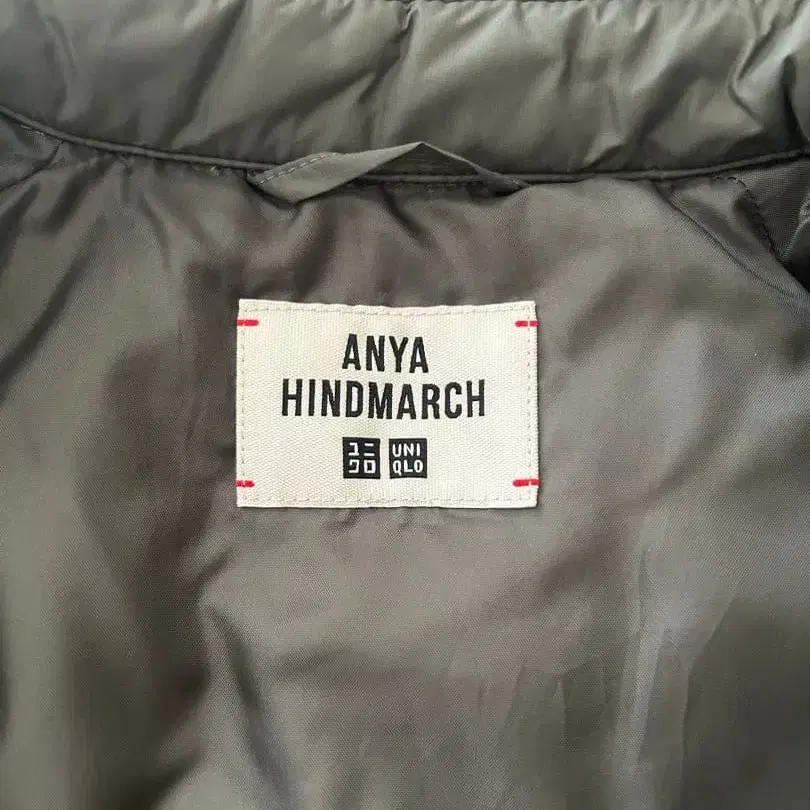 ANYA
HINDMARCH
ユニ UNI
クロ QLO